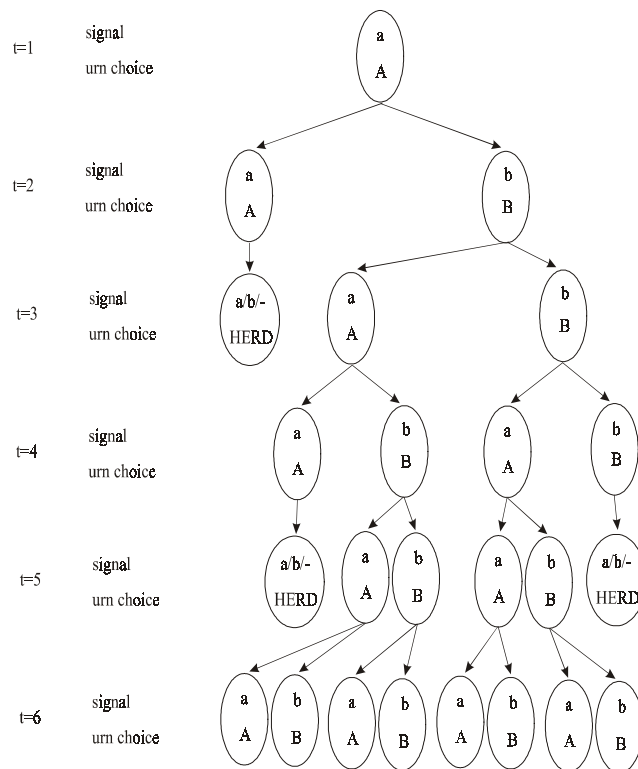 t=1 signal a
urn choice A
t=2 signal a b
urn choice A B
t=3 signal a/b/- a b
urn choice HERD A B
t=4 signal a b a b
urn choice A B A B
t=5 signal a/b/- a b a b a/b/-
urn choice HERD A B A B HERD
t=6 signal a b a b a b a b
urn choice A B A B A B A B